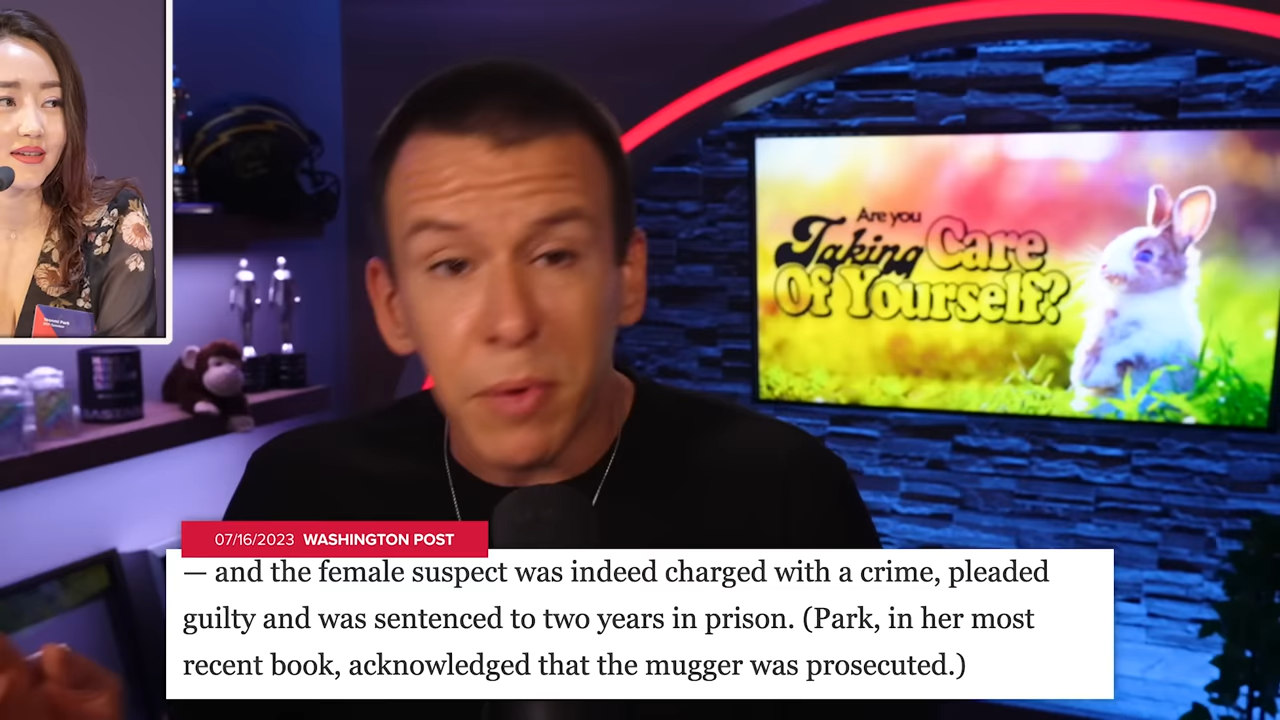 Are you
Taking Care
Of Yourself?
07/16/2023 WASHINGTON POST
— and the female suspect was indeed charged with a crime, pleaded
guilty and was sentenced to two years in prison. (Park, in her most
recent book, acknowledged that the mugger was prosecuted.)